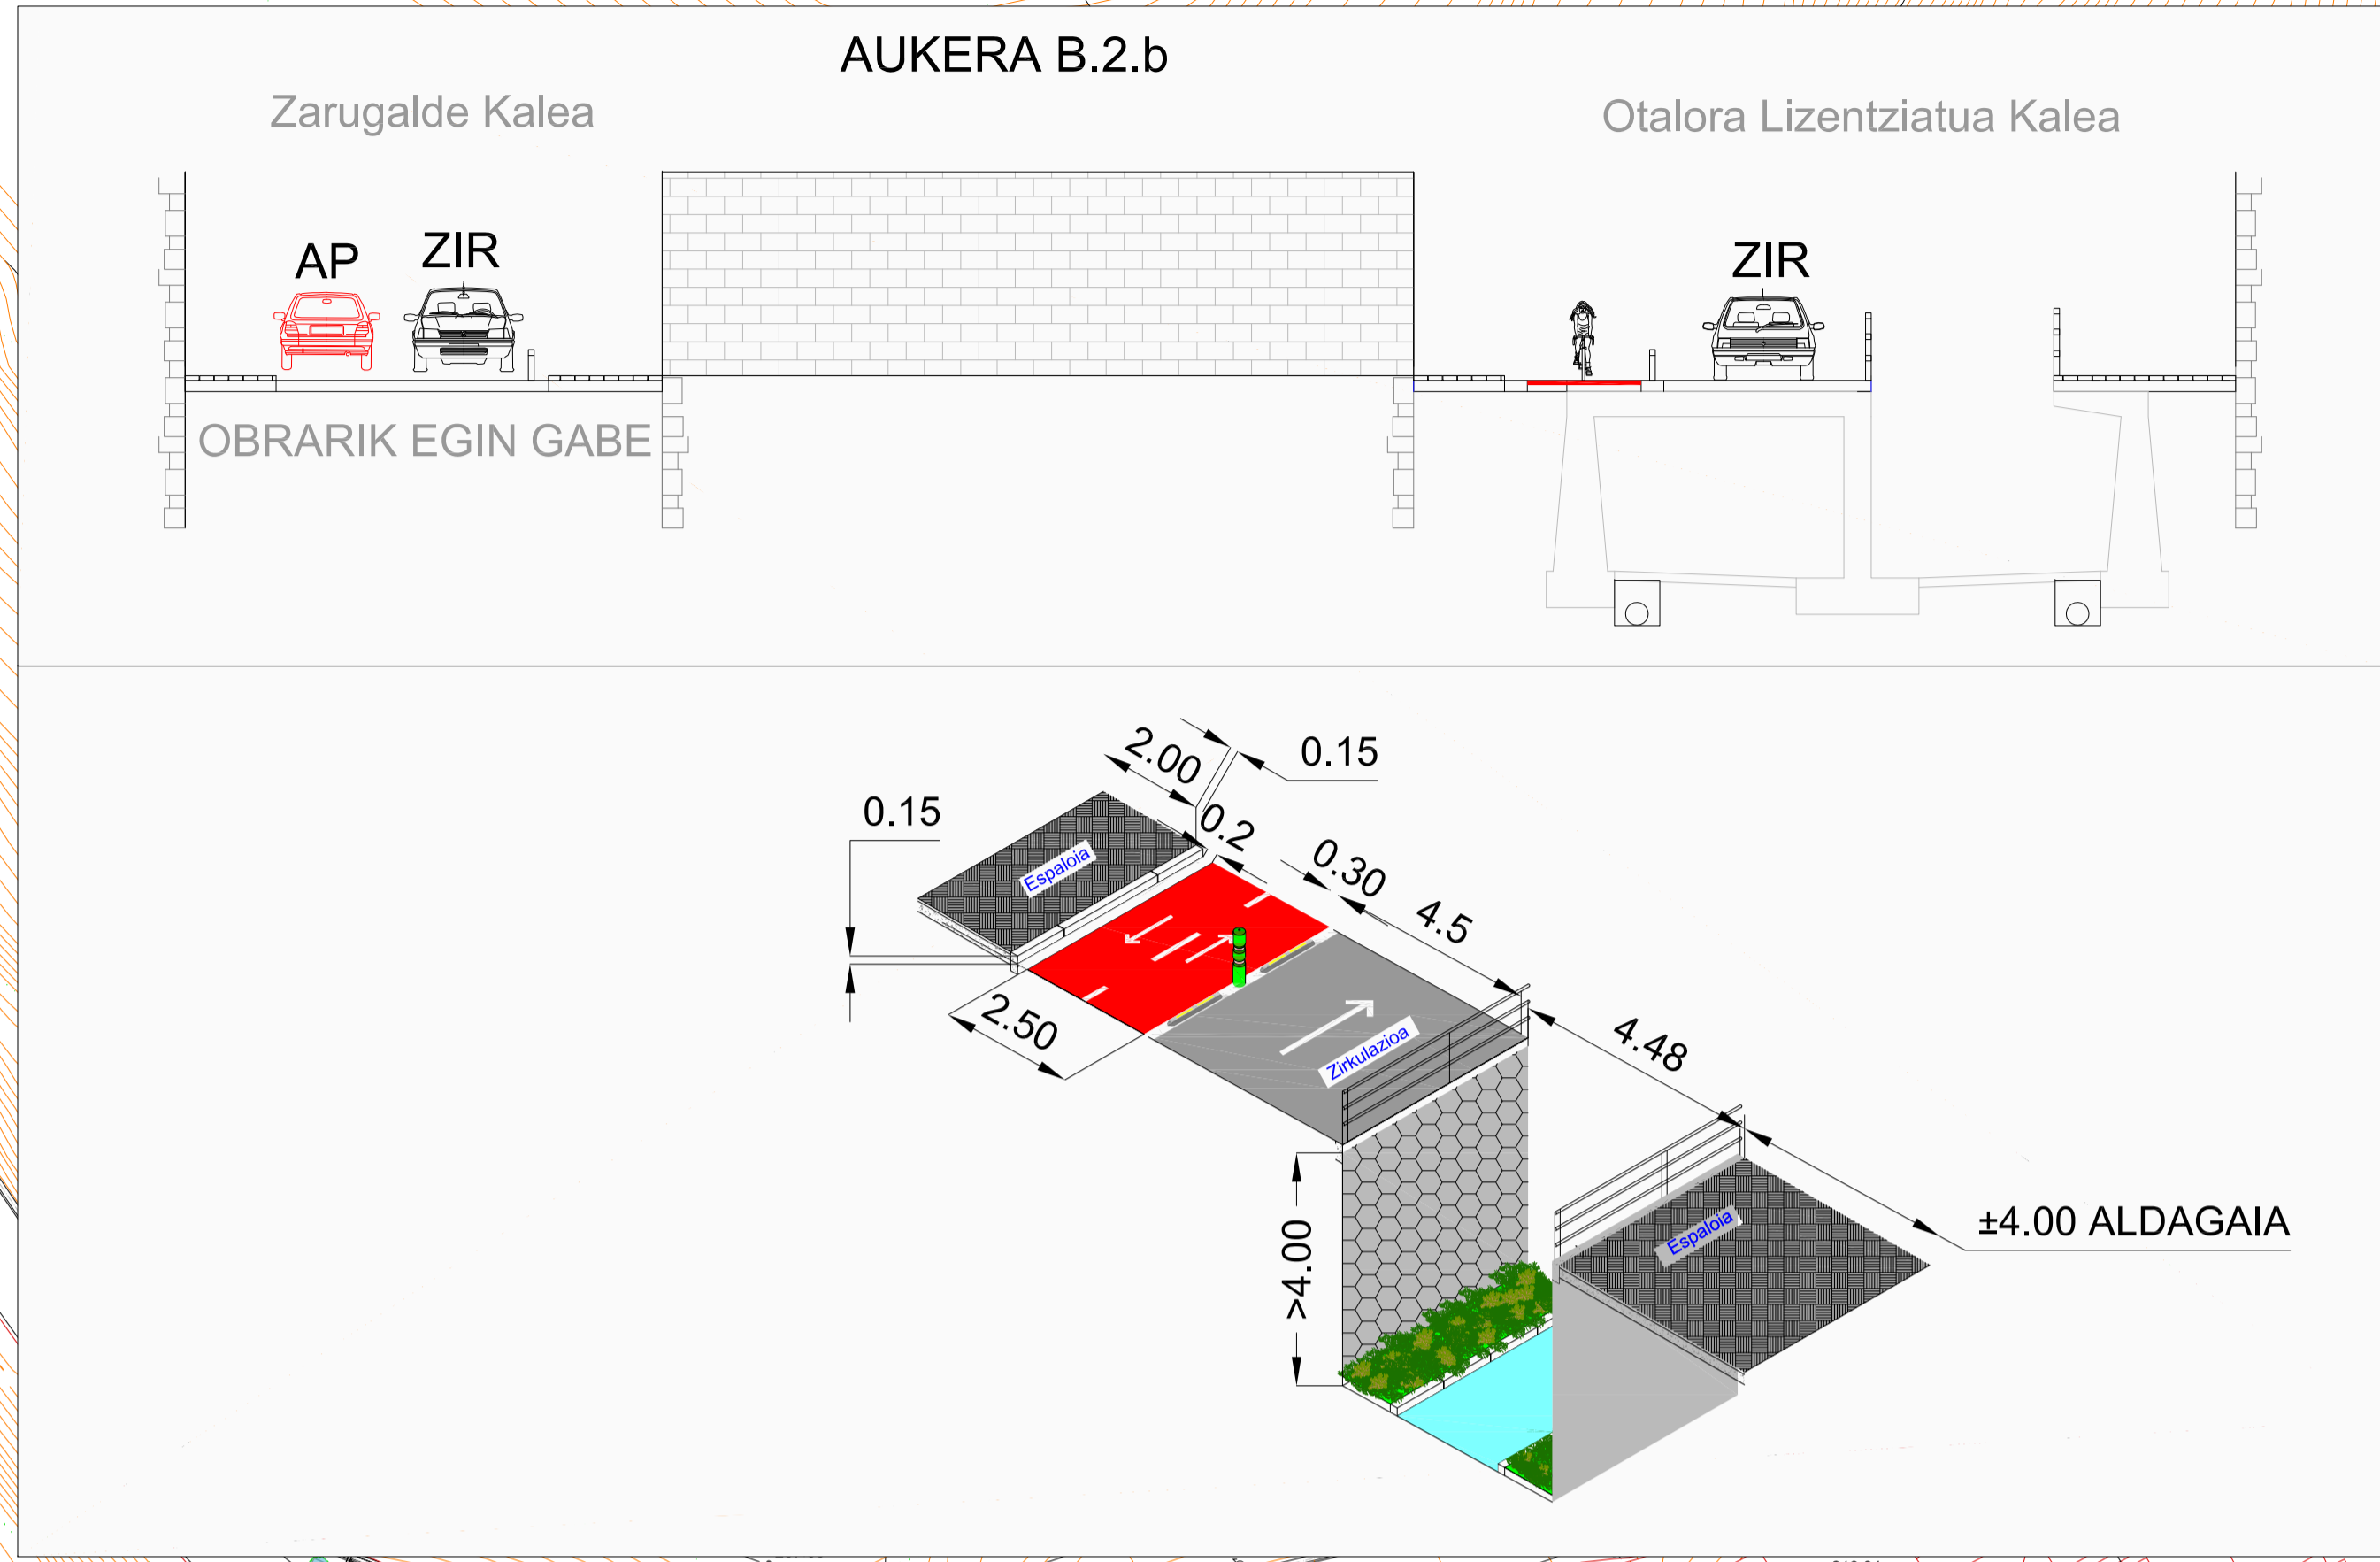 AUKERA B.2.b
Zarugalde Kalea
Otalora Lizentziatua Kalea
AP
ZIR
ZIR
OBRARIK EGIN GABE
2.00
0.15
0.15
0.2
0.30
4.5
Espaloia
2.50
Zirkulazioa
4.48
>4.00
Espaloia
±4.00 ALDAGAIA